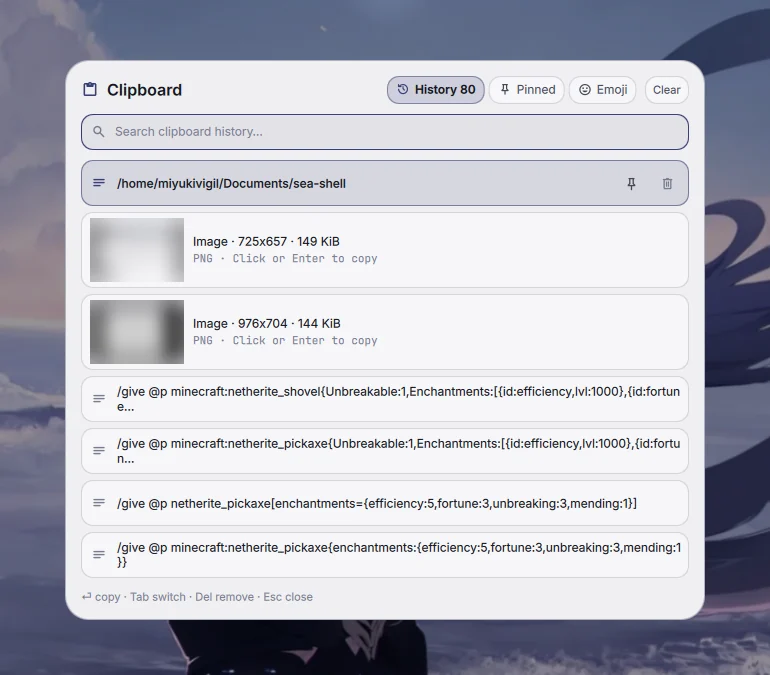 Clipboard
History 80
Pinned
Emoji
Clear
Search clipboard history...
/home/miyukivigil/Documents/sea-shell
Image · 725x657 · 149 KiB
PNG · Click or Enter to copy
Image · 976x704 · 144 KiB
PNG · Click or Enter to copy
/give @p minecraft:netherite_shovel{Unbreakable:1,Enchantments:[{id:efficiency,lvl:1000},{id:fortun
e...
/give @p minecraft:netherite_pickaxe{Unbreakable:1,Enchantments:[{id:efficiency,lvl:1000},{id:fortu
n...
/give @p netherite_pickaxe[enchantments={efficiency:5,fortune:3,unbreaking:3,mending:1}]
/give @p minecraft:netherite_pickaxe{enchantments:{efficiency:5,fortune:3,unbreaking:3,mending:1
}}
⏎ copy · Tab switch · Del remove · Esc close